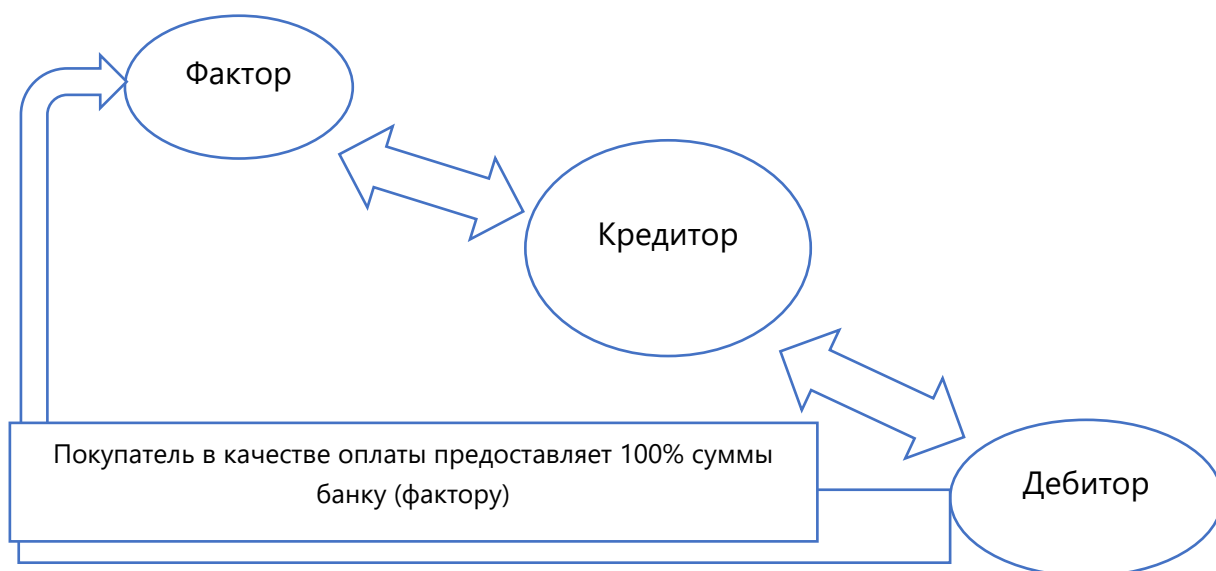 Фактор
Кредитор
Покупатель в качестве оплаты предоставляет 100% суммы
банку (фактору)
Дебитор